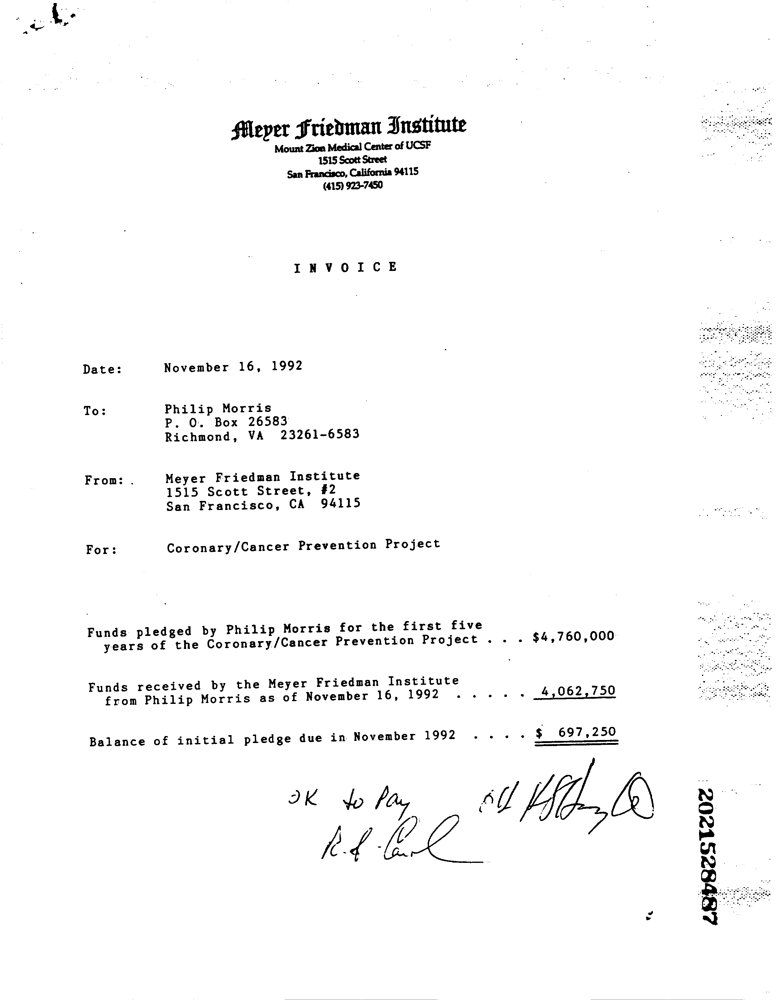 Meyer Friedman Institute
Mount Zion Medical Center of UCSF
1515 Scott Street
San Francisco, California 94115
(415) 923-7450
I N V O I C E
Date: November 16, 1992
To: Philip Morris
P. O. Box 26583
Richmond, VA 23261-6583
From: Meyer Friedman Institute
1515 Scott Street, #2
San Francisco, CA 94115
For: Coronary/Cancer Prevention Project
Funds pledged by Philip Morris for the first five
years of the Coronary/Cancer Prevention Project . . . $4,760,000
Funds received by the Meyer Friedman Institute
from Philip Morris as of November 16, 1992 . . . . . 4,062,750
Balance of initial pledge due in November 1992 . . . . $ 697,250
OK to Pay
2021528487